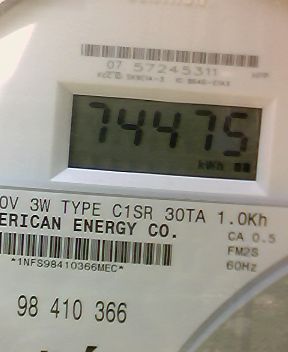 07 57245311
74475
kWh
0V 3W TYPE C1SR 30TA 1.0Kh
ERICAN ENERGY CO.
CA 0.5
FM2S
60Hz
*1NFS98410366MEC*
98 410 366